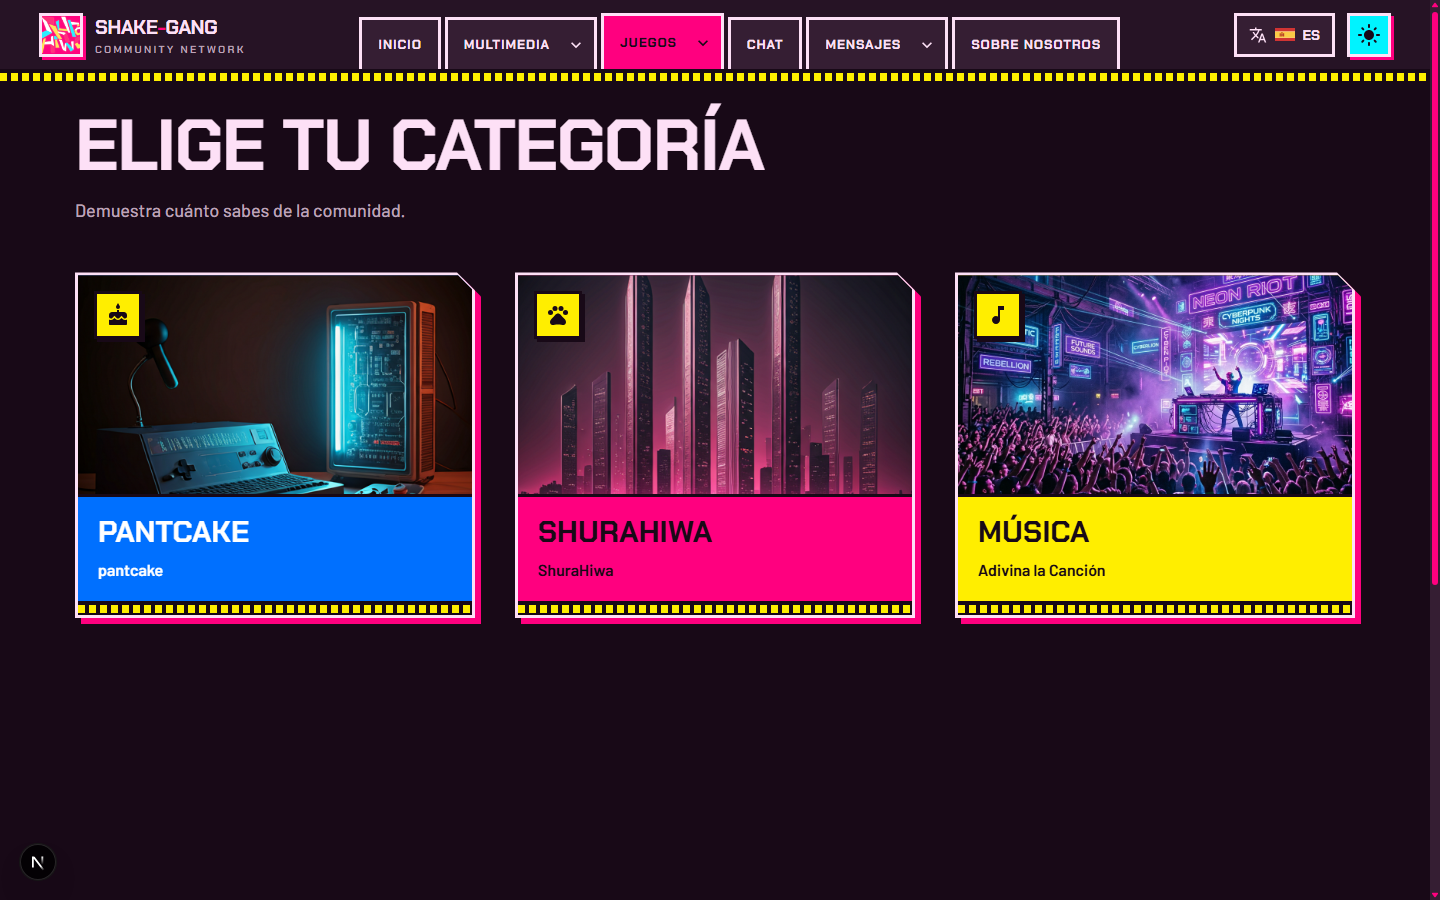 SHAKE-GANG
COMMUNITY NETWORK
INICIO
MULTIMEDIA
JUEGOS
CHAT
MENSAJES
SOBRE NOSOTROS
ES
ELIGE TU CATEGORÍA
Demuestra cuánto sabes de la comunidad.
NEON RIOT
CYBERPUNK
NIGHTS
FUTURE
SOUNDS
REBELLION
PANTCAKE
pantcake
SHURAHIWA
ShuraHiwa
MÚSICA
Adivina la Canción
N